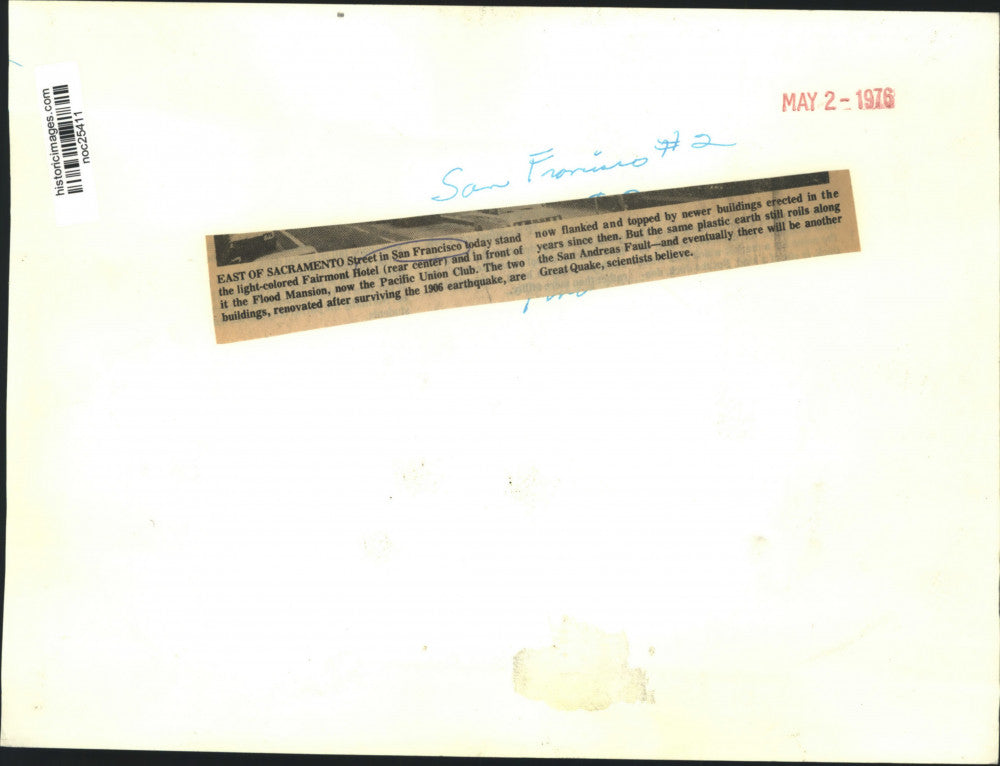 historicimages.com
noc25411
MAY 2 - 1976
San Francisco #2
EAST OF SACRAMENTO Street in San Francisco today stand
the light-colored Fairmont Hotel (rear center) and in front of
it the Flood Mansion, now the Pacific Union Club. The two
buildings, renovated after surviving the 1906 earthquake, are
now flanked and topped by newer buildings erected in the
years since then. But the same plastic earth still roils along
the San Andreas Fault—and eventually there will be another
Great Quake, scientists believe.